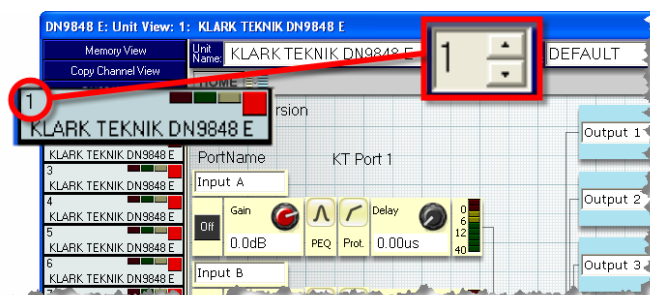 DN9848 E: Unit View: 1: KLARK TEKNIK DN9848 E
Memory View
Unit Name:
KLARK TEKNIK DN9848 E
1
DEFAULT
Copy Channel View
HOME
1
KLARK TEKNIK DN9848 E
rsion
Output 1
KLARK TEKNIK DN9848 E
PortName
KT Port 1
3
KLARK TEKNIK DN9848 E
Input A
4
KLARK TEKNIK DN9848 E
Gain
Delay
0
6
12
40
Output 2
Off
0.0dB
PEQ
Prot.
0.00us
5
KLARK TEKNIK DN9848 E
6
KLARK TEKNIK DN9848 E
Input B
Output 3